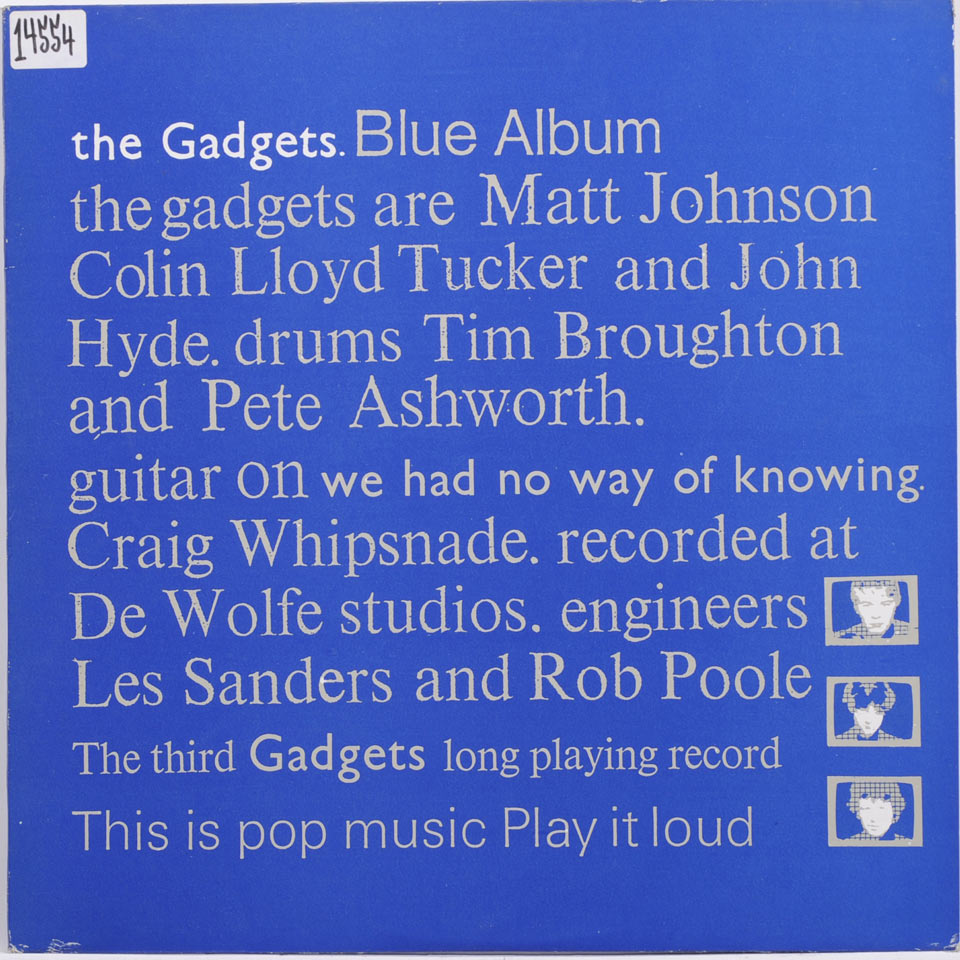 14554
the Gadgets. Blue Album
the gadgets are Matt Johnson
Colin Lloyd Tucker and John
Hyde. drums Tim Broughton
and Pete Ashworth.
guitar on we had no way of knowing.
Craig Whipsnade. recorded at
De Wolfe studios. engineers
Les Sanders and Rob Poole
The third Gadgets long playing record
This is pop music Play it loud